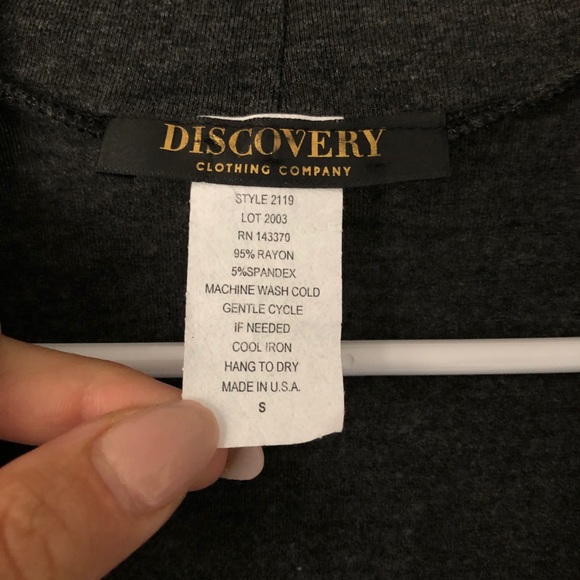 DISCOVERY
CLOTHING COMPANY
STYLE 2119
LOT 2003
RN 143370
95% RAYON
5%SPANDEX
MACHINE WASH COLD
GENTLE CYCLE
IF NEEDED
COOL IRON
HANG TO DRY
MADE IN U.S.A.
S